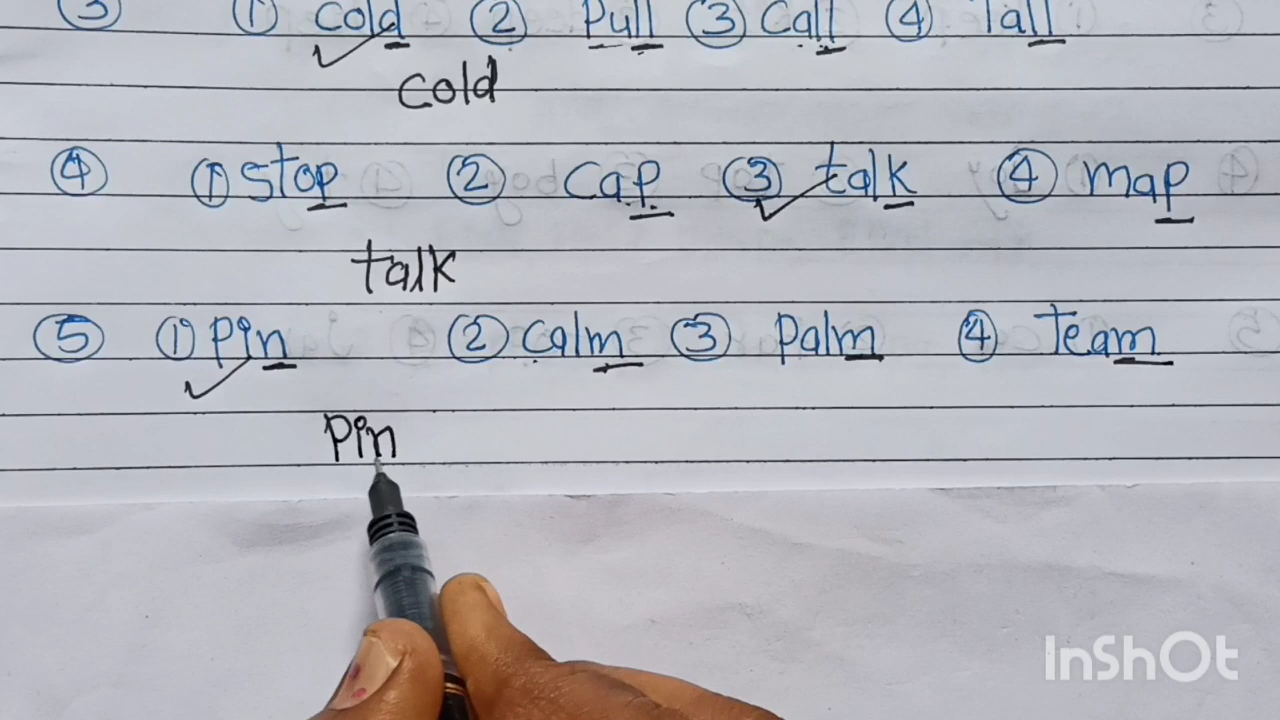 ③ ① cold ② Pull ③ Call ④ Tall
cold
④ ① Stop ② Cap ③ talk ④ map
talk
⑤ ① Pin ② Calm ③ Palm ④ Team
Pin
InShOt